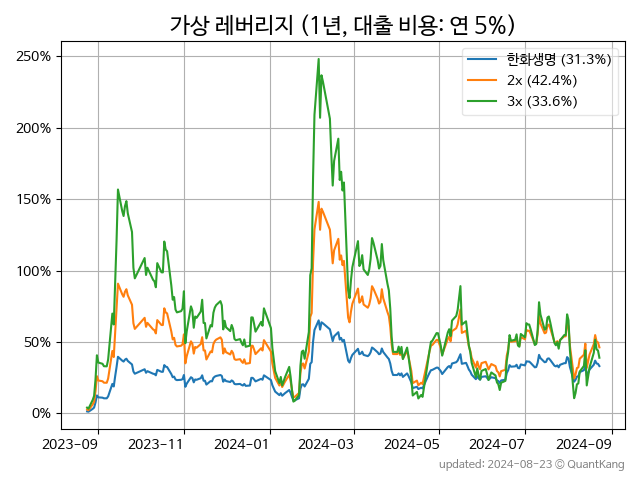 가상 레버리지 (1년, 대출 비용: 연 5%)
250%
200%
150%
100%
50%
0%
한화생명 (31.3%)
2x (42.4%)
3x (33.6%)
2023-09 2023-11 2024-01 2024-03 2024-05 2024-07 2024-09
updated: 2024-08-23 © QuantKang